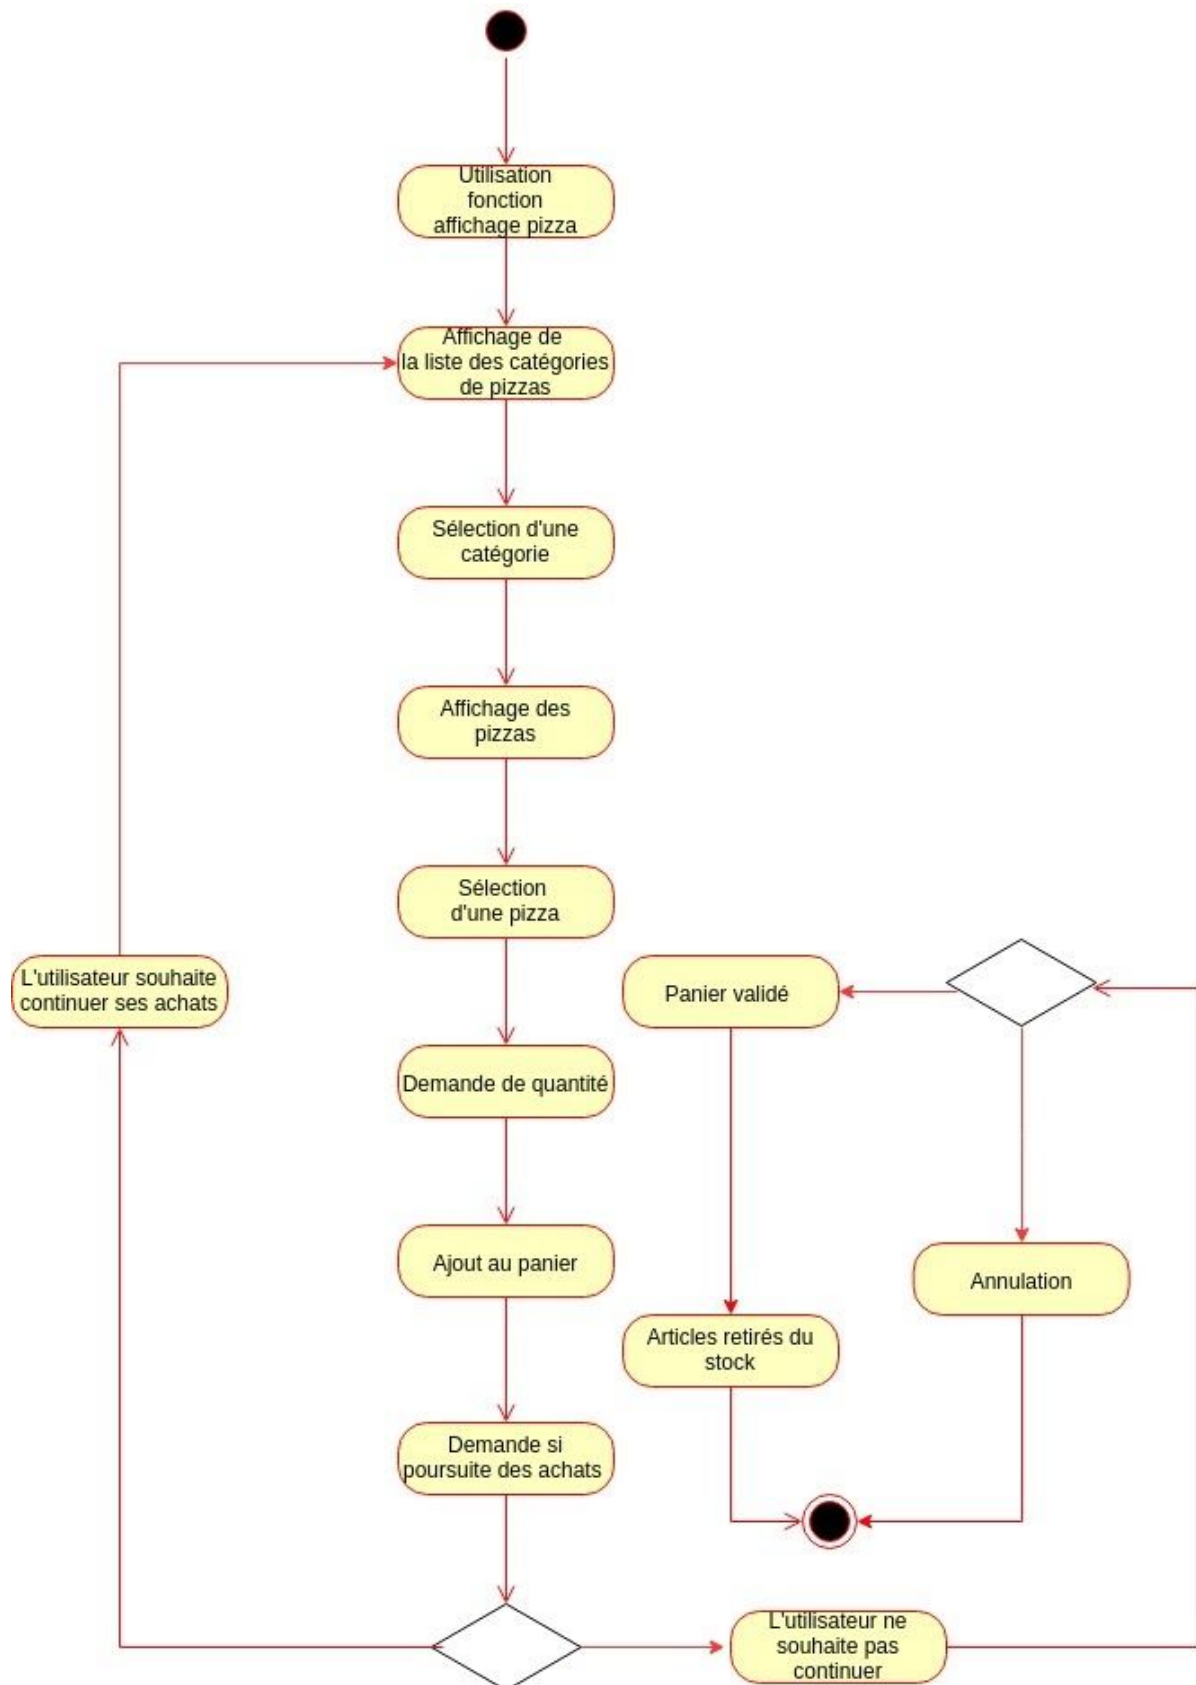 Utilisation
fonction
affichage pizza
Affichage de
la liste des catégories
de pizzas
Sélection d'une
catégorie
Affichage des
pizzas
Sélection
d'une pizza
L'utilisateur souhaite
continuer ses achats
Panier validé
Demande de quantité
Ajout au panier
Annulation
Articles retirés du
stock
Demande si
poursuite des achats
L'utilisateur ne
souhaite pas
continuer